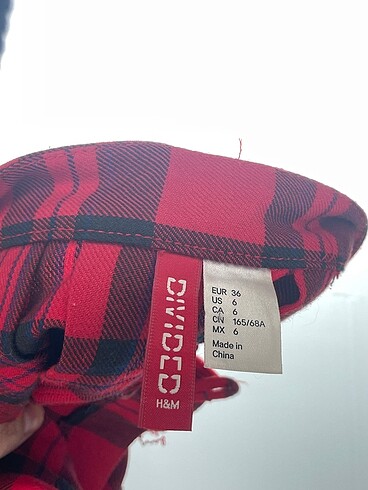 DIVIDED
H&M
EUR 36
US 6
CA 6
CN 165/68A
MX 6
Made in
China